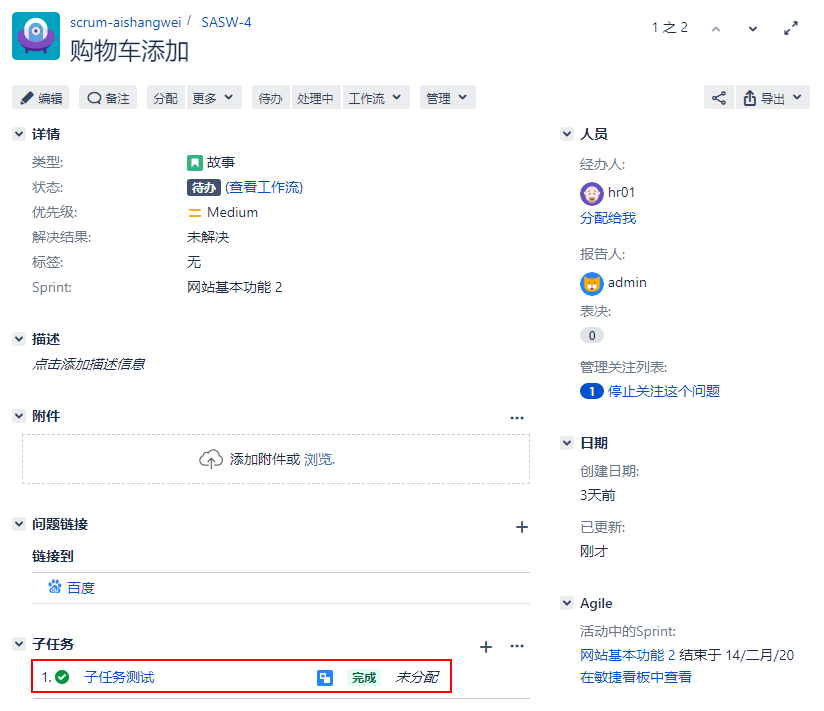 scrum-aishangwei / SASW-4
购物车添加
1 之 2
编辑 备注 分配 更多 待办 处理中 工作流 管理 导出
详情
类型: 故事
状态: 待办 (查看工作流)
优先级: Medium
解决结果: 未解决
标签: 无
Sprint: 网站基本功能 2
描述
点击添加描述信息
附件
添加附件或 浏览.
问题链接
链接到
百度
子任务
1. 子任务测试 完成 未分配
人员
经办人:
hr01
分配给我
报告人:
admin
表决:
0
管理关注列表:
1 停止关注这个问题
日期
创建日期:
3天前
已更新:
刚才
Agile
活动中的Sprint:
网站基本功能 2 结束于 14/二月/20
在敏捷看板中查看